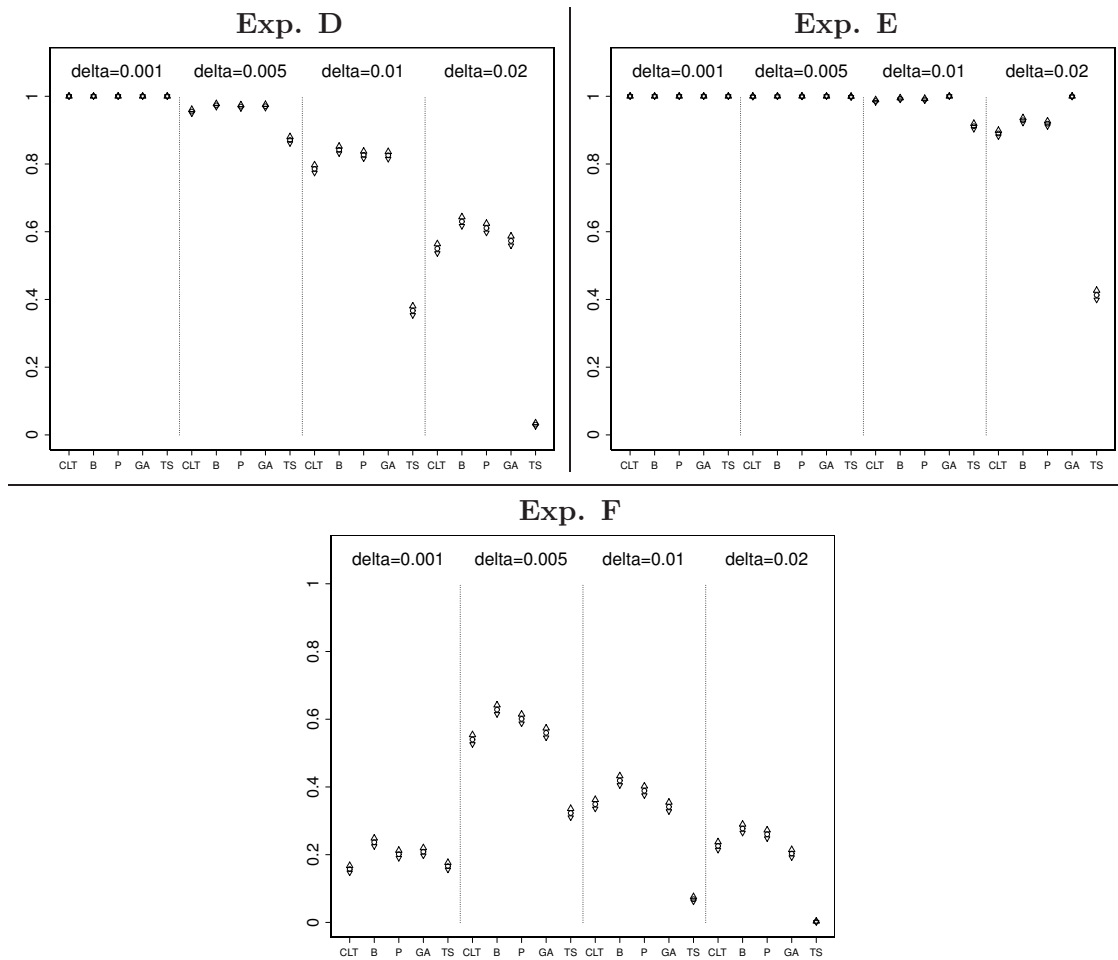 Exp. D
delta=0.001 delta=0.005 delta=0.01 delta=0.02
1
0.8
0.6
0.4
0.2
0
CLT B P GA TS CLT B P GA TS CLT B P GA TS CLT B P GA TS
Exp. E
delta=0.001 delta=0.005 delta=0.01 delta=0.02
1
0.8
0.6
0.4
0.2
0
CLT B P GA TS CLT B P GA TS CLT B P GA TS CLT B P GA TS
Exp. F
delta=0.001 delta=0.005 delta=0.01 delta=0.02
1
0.8
0.6
0.4
0.2
0
CLT B P GA TS CLT B P GA TS CLT B P GA TS CLT B P GA TS